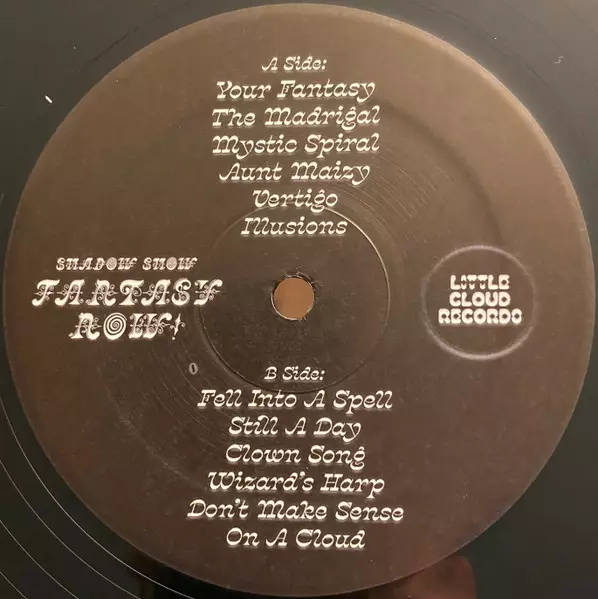 A Side:
Your Fantasy
The Madrigal
Mystic Spiral
Aunt Maizy
Vertigo
Illusions
SHADOW SHOW
FANTASY
NOW!
LITTLE
CLOUD
RECORDS
B Side:
Fell Into A Spell
Still A Day
Clown Song
Wizard's Harp
Don't Make Sense
On A Cloud